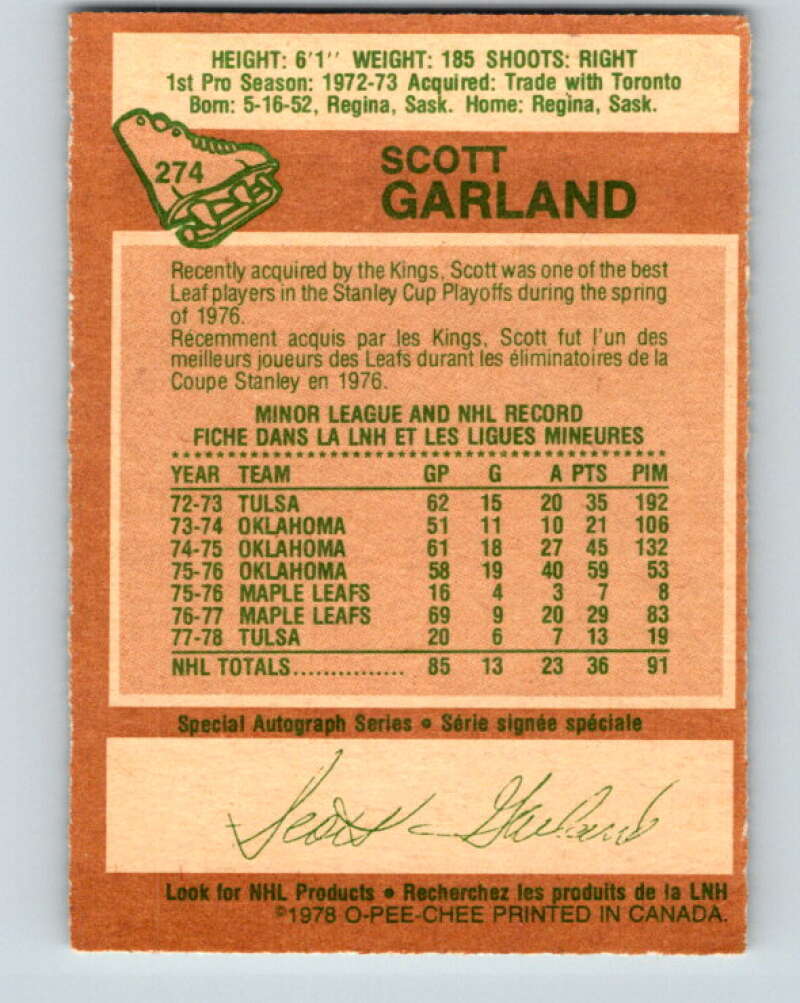 HEIGHT: 6'1'' WEIGHT: 185 SHOOTS: RIGHT
1st Pro Season: 1972-73 Acquired: Trade with Toronto
Born: 5-16-52, Regina, Sask. Home: Regina, Sask.
274
SCOTT
GARLAND
Recently acquired by the Kings, Scott was one of the best
Leaf players in the Stanley Cup Playoffs during the spring
of 1976.
Récemment acquis par les Kings, Scott fut l'un des
meilleurs joueurs des Leafs durant les éliminatoires de la
Coupe Stanley en 1976.
MINOR LEAGUE AND NHL RECORD
FICHE DANS LA LNH ET LES LIGUES MINEURES
YEAR TEAM GP G A PTS PIM
72-73 TULSA 62 15 20 35 192
73-74 OKLAHOMA 51 11 10 21 106
74-75 OKLAHOMA 61 18 27 45 132
75-76 OKLAHOMA 58 19 40 59 53
75-76 MAPLE LEAFS 16 4 3 7 8
76-77 MAPLE LEAFS 69 9 20 29 83
77-78 TULSA 20 6 7 13 19
NHL TOTALS............... 85 13 23 36 91
Special Autograph Series • Série signée spéciale
Scott Garland
Look for NHL Products • Recherchez les produits de la LNH
©1978 O-PEE-CHEE PRINTED IN CANADA.